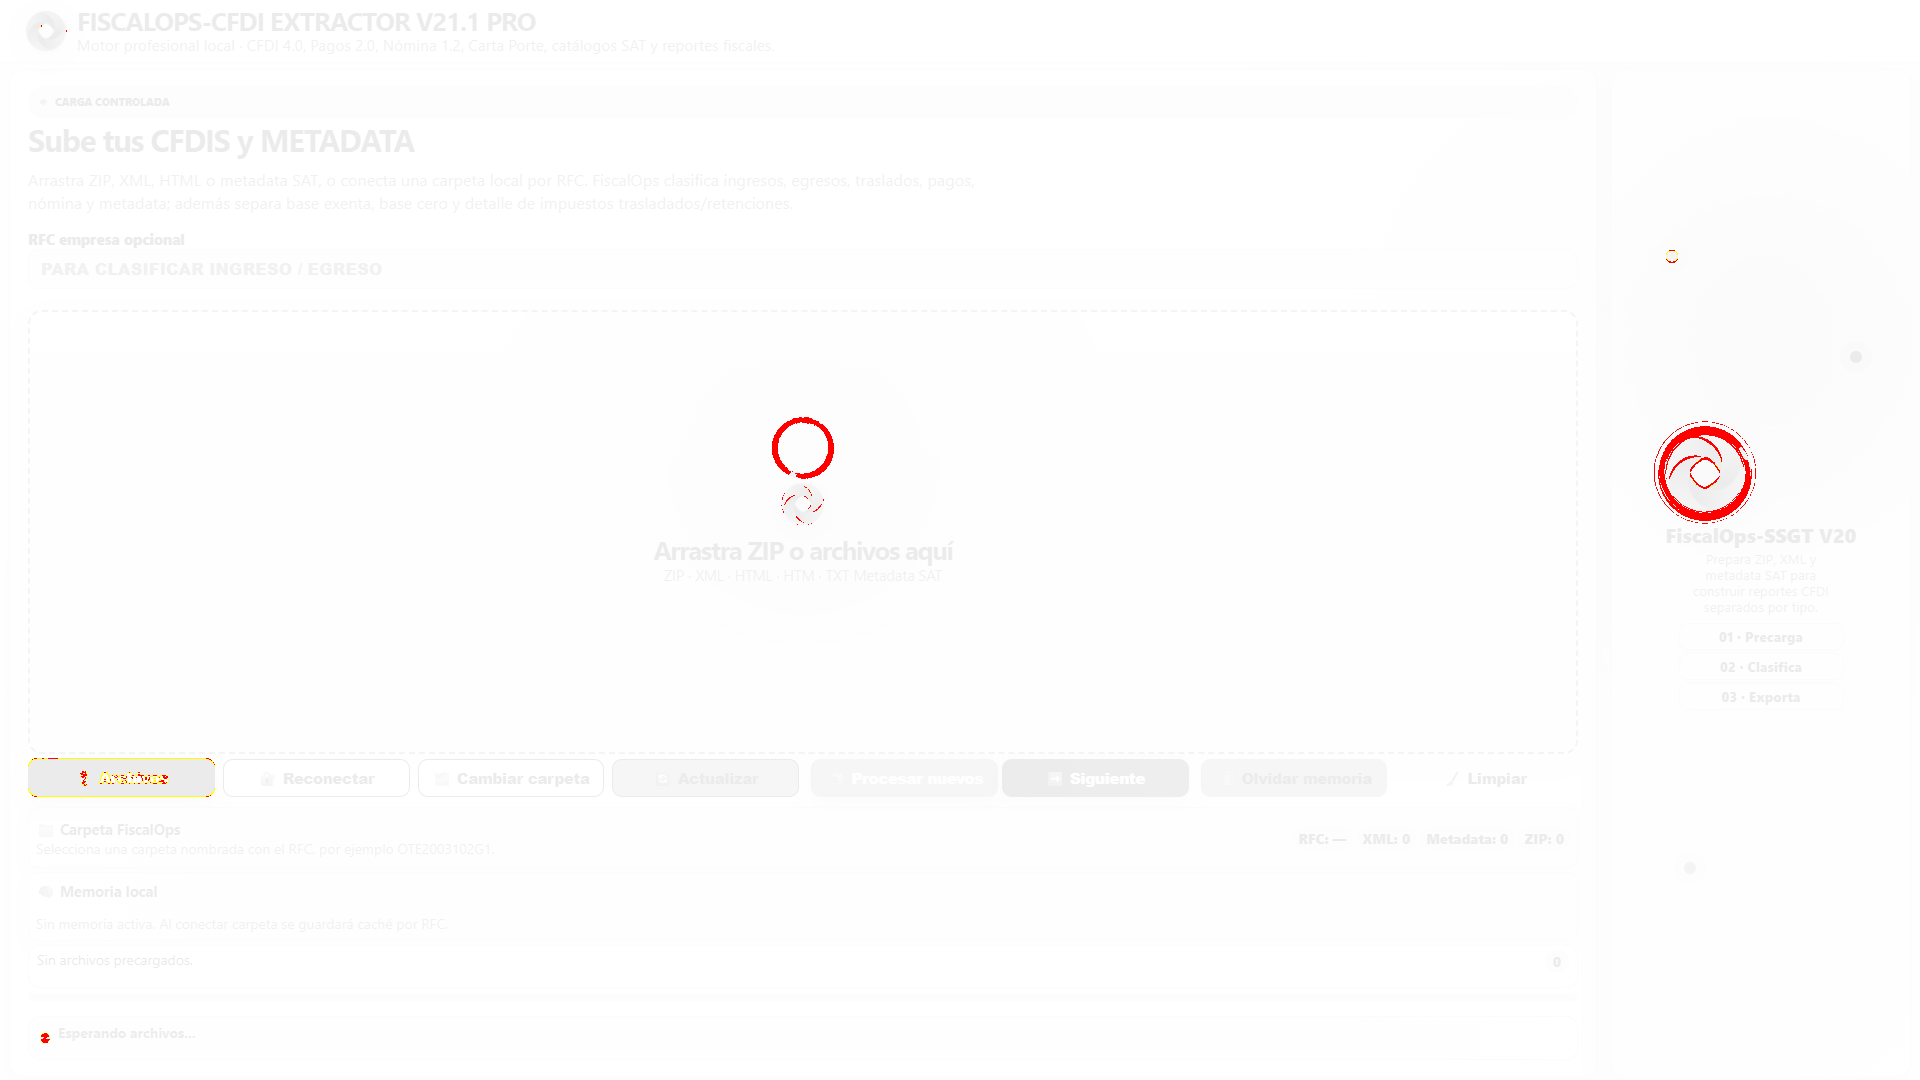 FISCALOPS-CFDI EXTRACTOR V21.1 PRO
Motor profesional local · CFDI 4.0, Pagos 2.0, Nómina 1.2, Carta Porte, catálogos SAT y reportes fiscales.
CARGA CONTROLADA
Sube tus CFDIS y METADATA
Arrastra ZIP, XML, HTML o metadata SAT, o conecta una carpeta local por RFC. FiscalOps clasifica ingresos, egresos, traslados, pagos,
nómina y metadata; además separa base exenta, base cero y detalle de impuestos trasladados/retenciones.
RFC empresa opcional
PARA CLASIFICAR INGRESO / EGRESO
Arrastra ZIP o archivos aquí
ZIP · XML · HTML · HTM · TXT Metadata SAT
Archivos
Reconectar
Cambiar carpeta
Actualizar
Procesar nuevos
Siguiente
Olvidar memoria
Limpiar
Carpeta FiscalOps
Selecciona una carpeta nombrada con el RFC, por ejemplo OTE2003102G1.
RFC: — XML: 0 Metadata: 0 ZIP: 0
Memoria local
Sin memoria activa. Al conectar carpeta se guardará caché por RFC.
Sin archivos precargados.
0
Esperando archivos...
FiscalOps-SSGT V20
Prepara ZIP, XML y
metadata SAT para
construir reportes CFDI
separados por tipo.
01 · Precarga
02 · Clasifica
03 · Exporta